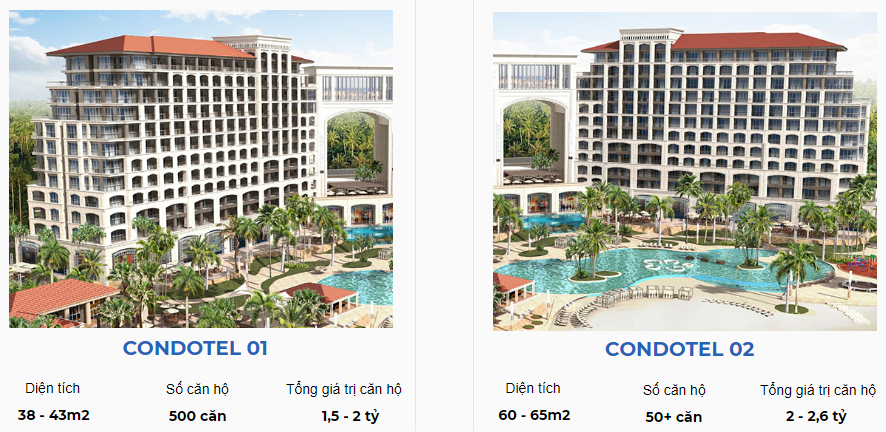 CONDOTEL 01
Diện tích Số căn hộ Tổng giá trị căn hộ
38 - 43m2 500 căn 1,5 - 2 tỷ
CONDOTEL 02
Diện tích Số căn hộ Tổng giá trị căn hộ
60 - 65m2 50+ căn 2 - 2,6 tỷ